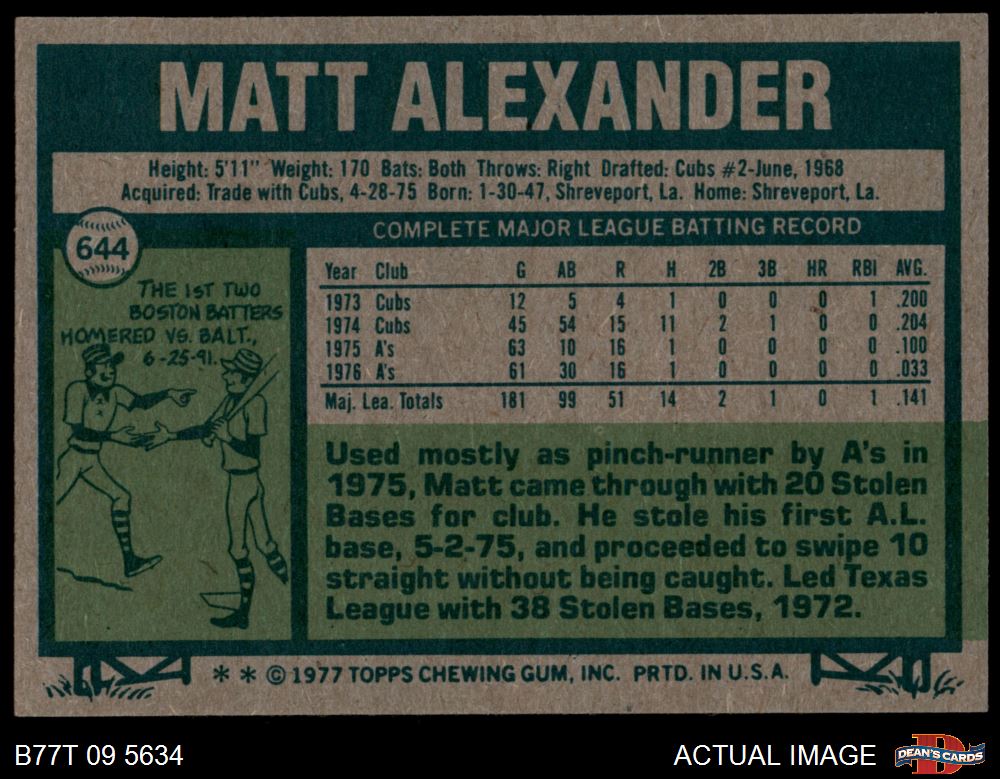 MATT ALEXANDER
Height: 5'11" Weight: 170 Bats: Both Throws: Right Drafted: Cubs #2-June, 1968
Acquired: Trade with Cubs, 4-28-75 Born: 1-30-47, Shreveport, La. Home: Shreveport, La.
644
COMPLETE MAJOR LEAGUE BATTING RECORD
THE 1ST TWO
BOSTON BATTERS
HOMERED VS. BALT.,
6-25-91.
Year Club G AB R H 2B 3B HR RBI AVG.
1973 Cubs 12 5 4 1 0 0 0 1 .200
1974 Cubs 45 54 15 11 2 1 0 0 .204
1975 A's 63 10 16 1 0 0 0 0 .100
1976 A's 61 30 16 1 0 0 0 0 .033
Maj. Lea. Totals 181 99 51 14 2 1 0 1 .141
Used mostly as pinch-runner by A's in
1975, Matt came through with 20 Stolen
Bases for club. He stole his first A.L.
base, 5-2-75, and proceeded to swipe 10
straight without being caught. Led Texas
League with 38 Stolen Bases, 1972.
* * © 1977 TOPPS CHEWING GUM, INC. PRTD. IN U.S.A.
B77T 09 5634
ACTUAL IMAGE
D
DEAN'S CARDS